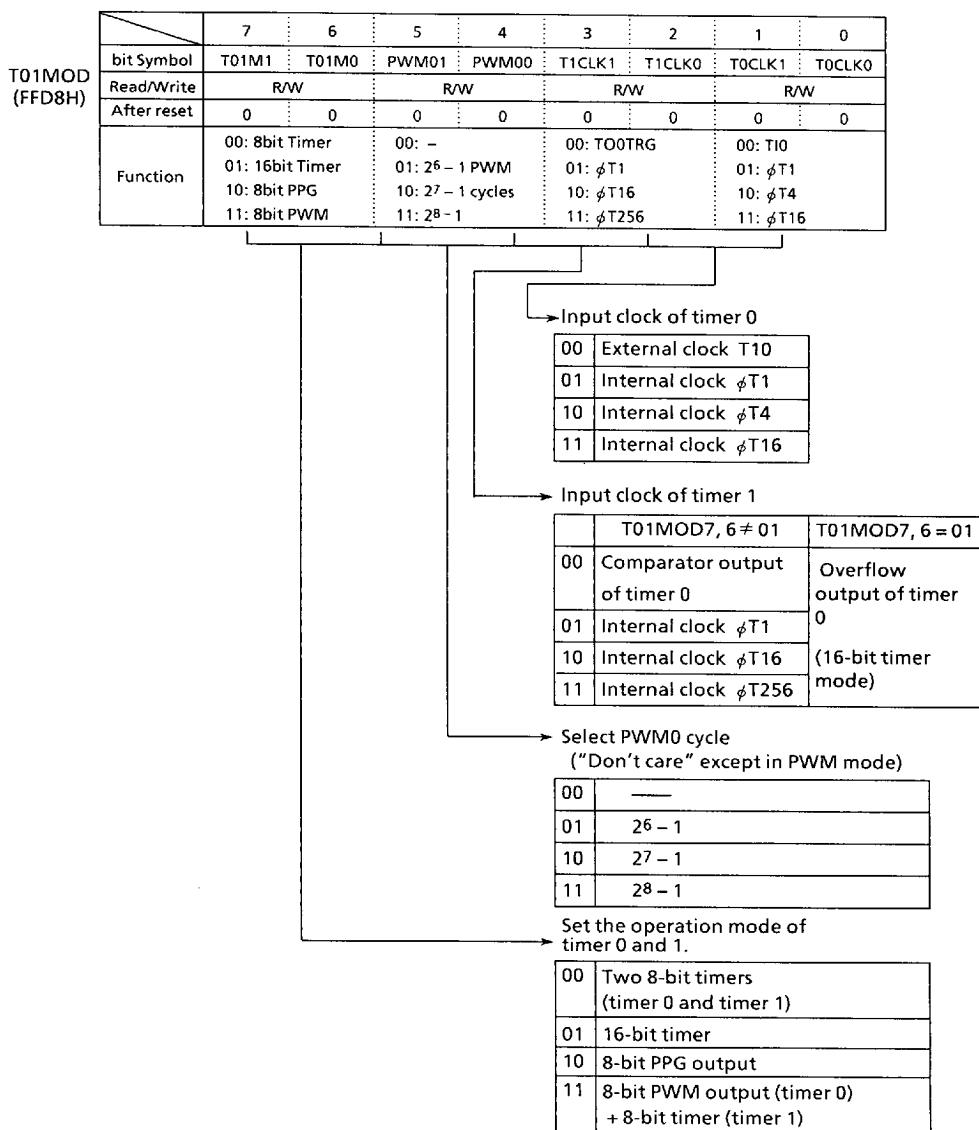 7 6 5 4 3 2 1 0
bit Symbol T01M1 T01M0 PWM01 PWM00 T1CLK1 T1CLK0 T0CLK1 T0CLK0
T01MOD
(FFD8H)
Read/Write R/W R/W R/W R/W
After reset 0 0 0 0 0 0 0 0
Function
00: 8bit Timer 00: – 00: TO0TRG 00: TI0
01: 16bit Timer 01: 2⁶ – 1 PWM 01: ϕT1 01: ϕT1
10: 8bit PPG 10: 2⁷ – 1 cycles 10: ϕT16 10: ϕT4
11: 8bit PWM 11: 2⁸ – 1 11: ϕT256 11: ϕT16
Input clock of timer 0
00 External clock T10
01 Internal clock ϕT1
10 Internal clock ϕT4
11 Internal clock ϕT16
Input clock of timer 1
T01MOD7, 6 ≠ 01 T01MOD7, 6 = 01
00 Comparator output
of timer 0
01 Internal clock ϕT1
10 Internal clock ϕT16
11 Internal clock ϕT256
Overflow
output of timer
0
(16-bit timer
mode)
Select PWM0 cycle
("Don't care" except in PWM mode)
00 ——
01 2⁶ – 1
10 2⁷ – 1
11 2⁸ – 1
Set the operation mode of
timer 0 and 1.
00 Two 8-bit timers
(timer 0 and timer 1)
01 16-bit timer
10 8-bit PPG output
11 8-bit PWM output (timer 0)
+ 8-bit timer (timer 1)